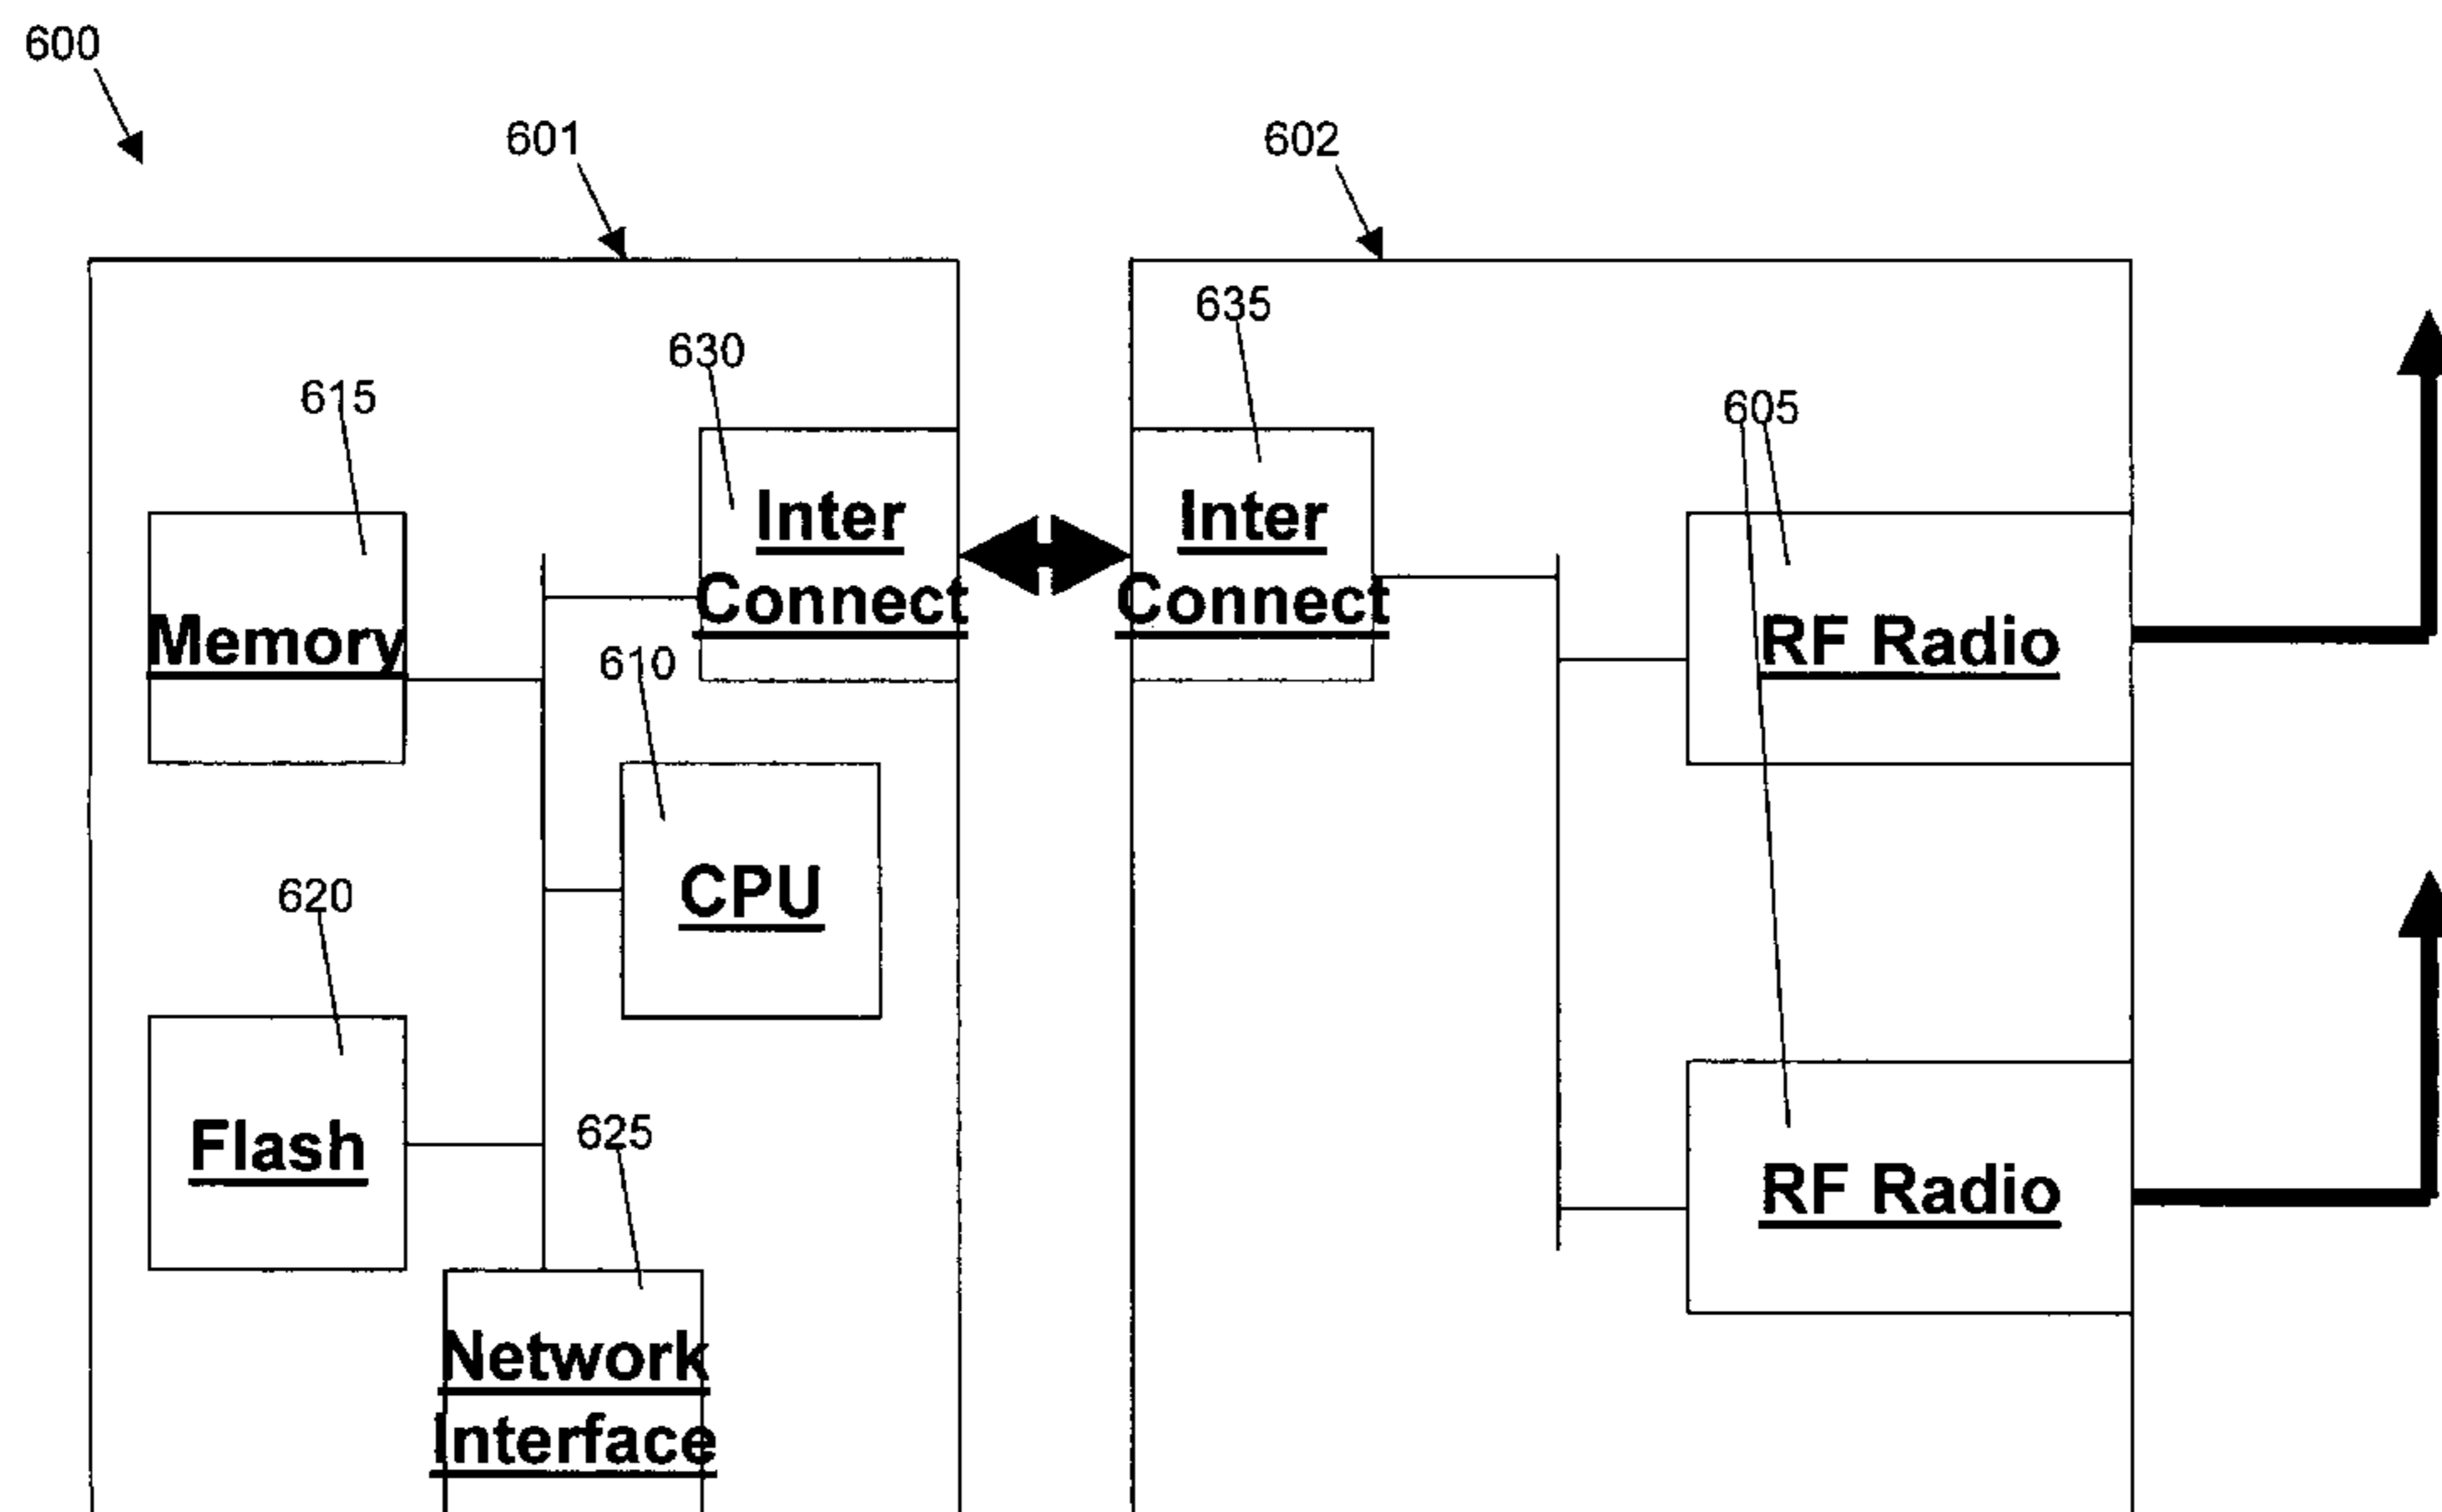 600
601
602
635
630
615
605
Inter
Connect
Inter
Connect
Memory
RF Radio
610
CPU
620
Flash
625
RF Radio
Network
Interface